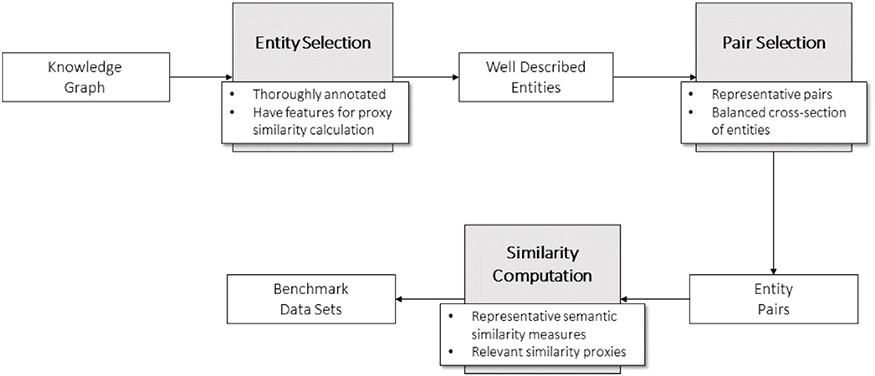 Knowledge
Graph
Entity Selection
• Thoroughly annotated
• Have features for proxy
similarity calculation
Well Described
Entities
Pair Selection
• Representative pairs
• Balanced cross-section
of entities
Entity
Pairs
Similarity
Computation
• Representative semantic
similarity measures
• Relevant similarity proxies
Benchmark
Data Sets